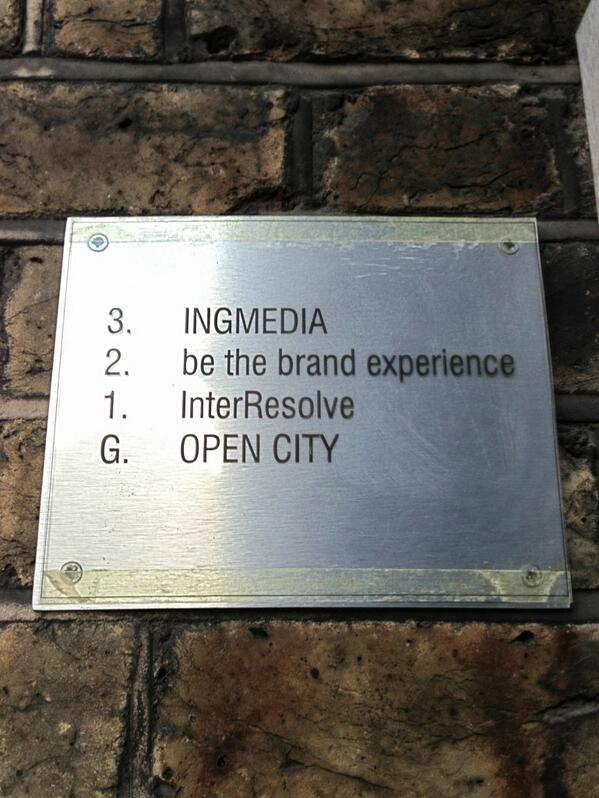 3. INGMEDIA
2. be the brand experience
1. InterResolve
G. OPEN CITY